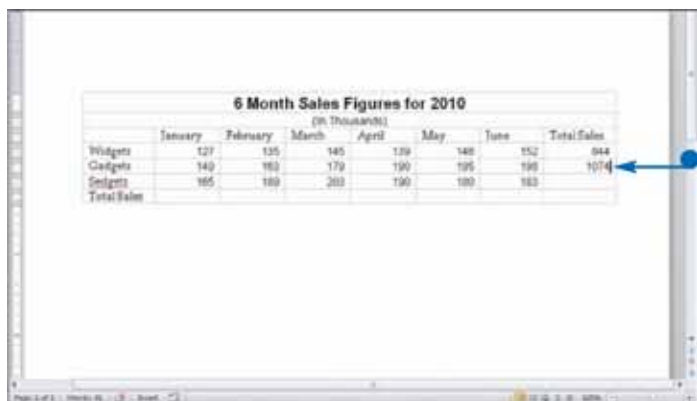 6 Month Sales Figures for 2010
(In Thousands)
January February March April May June Total Sales
Widgets 127 135 145 139 146 152 844
Gadgets 149 163 179 190 195 198 1074
Sedgets 165 189 203 190 180 183
Total Sales